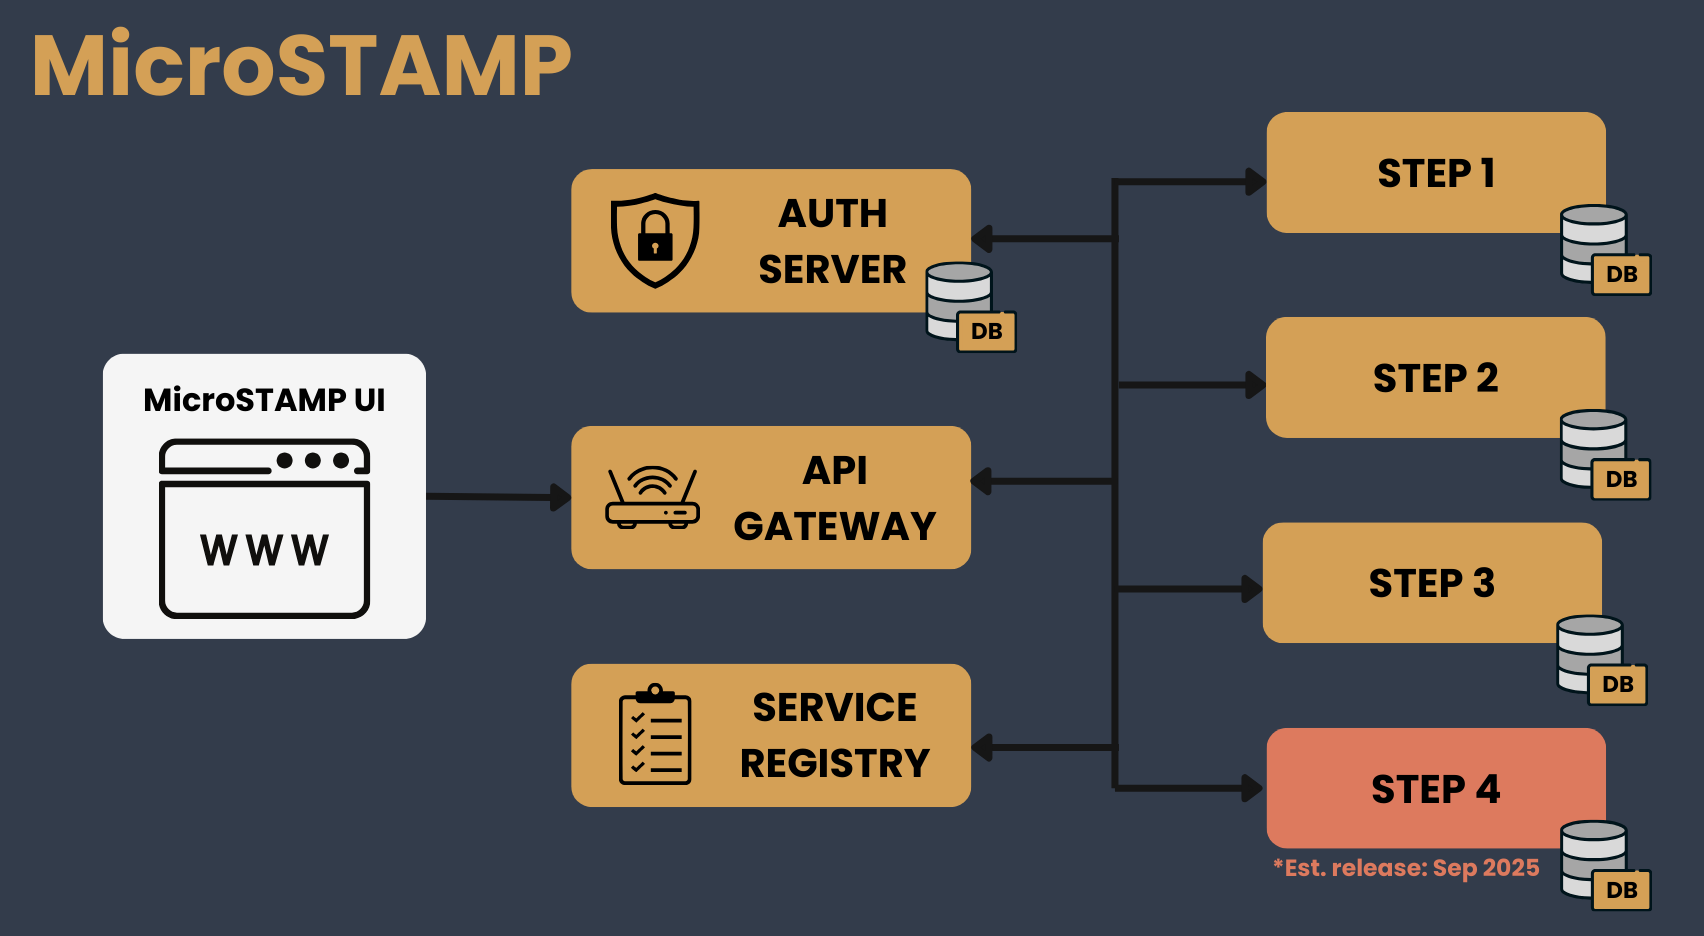 MicroSTAMP
MicroSTAMP UI
WWW
AUTH
SERVER
DB
API
GATEWAY
SERVICE
REGISTRY
STEP 1
DB
STEP 2
DB
STEP 3
DB
STEP 4
*Est. release: Sep 2025
DB